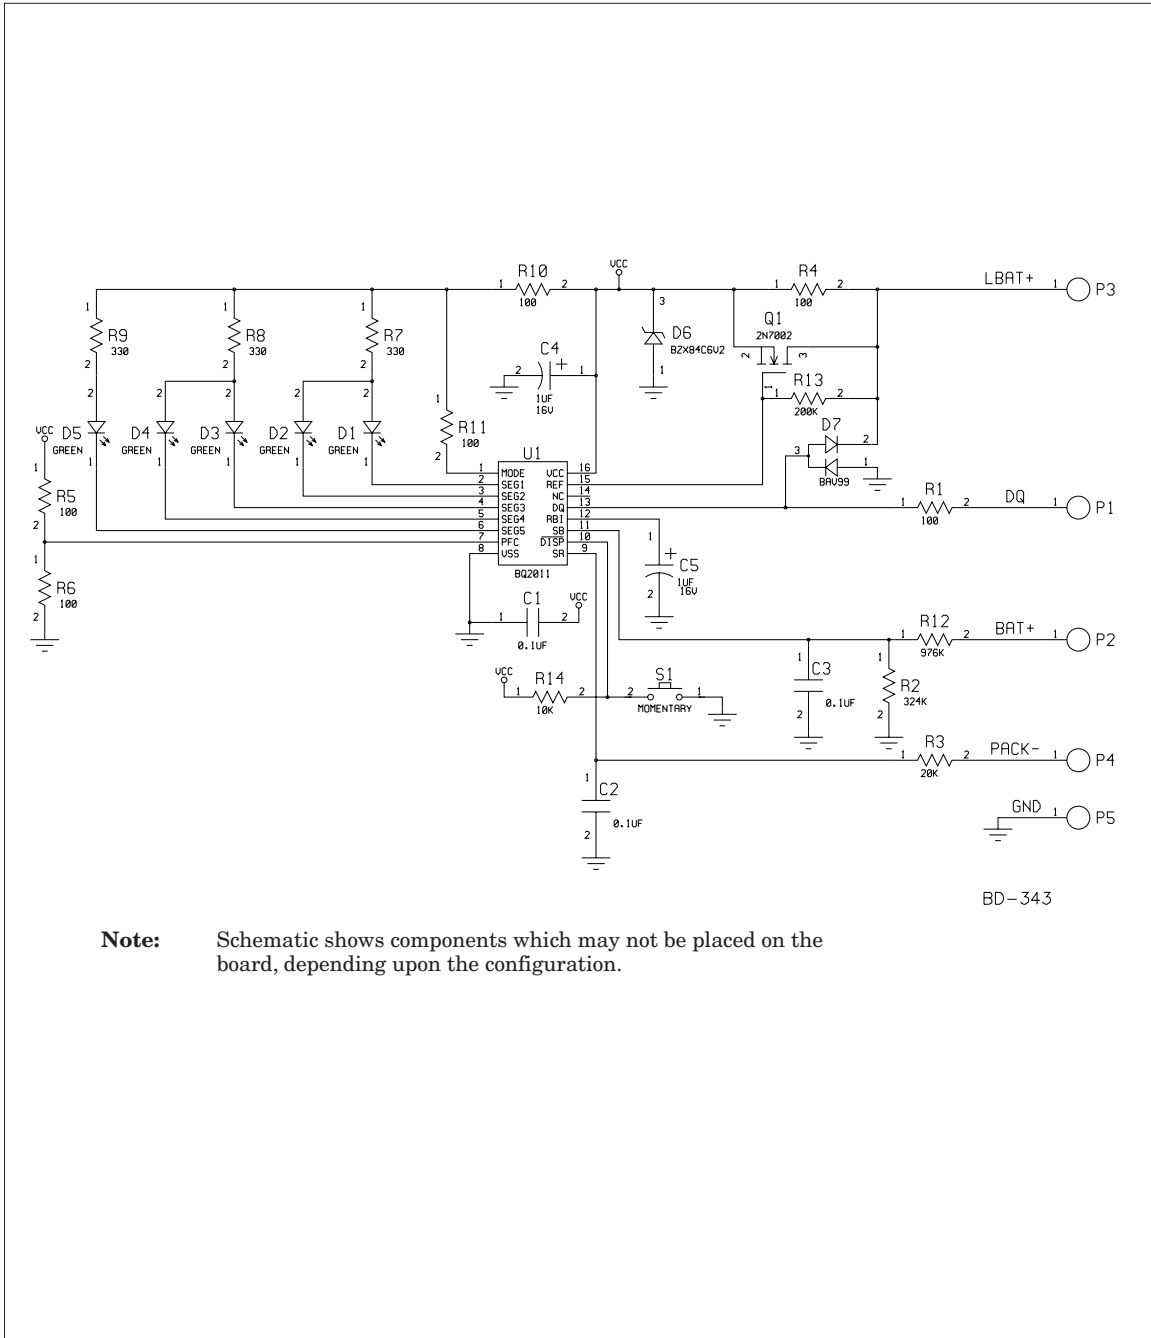 VCC
R10
1 2
100
R4
1 2
100
LBAT+ 1 P3
1
R9
330
2
1
R8
330
2
1
R7
330
2
3
D6
BZX84C6V2
1
Q1
2N7002
2 3
1
C4
+
2 1
1UF
16V
R13
1 2
200K
1
R11
100
2
2
D5
GREEN
1
2
D4
GREEN
1
2
D3
GREEN
1
2
D2
GREEN
1
2
D1
GREEN
1
D7
3 2
1
BAV99
VCC
1
R5
100
2
1
R6
100
2
U1
1 MODE VCC 16
2 SEG1 REF 15
3 SEG2 NC 14
4 SEG3 DQ 13
5 SEG4 RBI 12
6 SEG5 SB 11
7 PFC DISP 10
8 VSS SR 9
BQ2011
R1
1 2
100
DQ 1 P1
1
+
C5
1UF
16V
2
C1
1 2
0.1UF
VCC
R12
1 2
976K
BAT+ 1 P2
1
C3
0.1UF
2
1
R2
324K
2
VCC
1 R14 2
10K
S1
2 1
MOMENTARY
R3
1 2
20K
PACK- 1 P4
1
C2
0.1UF
2
GND 1 P5
BD-343
Note: Schematic shows components which may not be placed on the
board, depending upon the configuration.